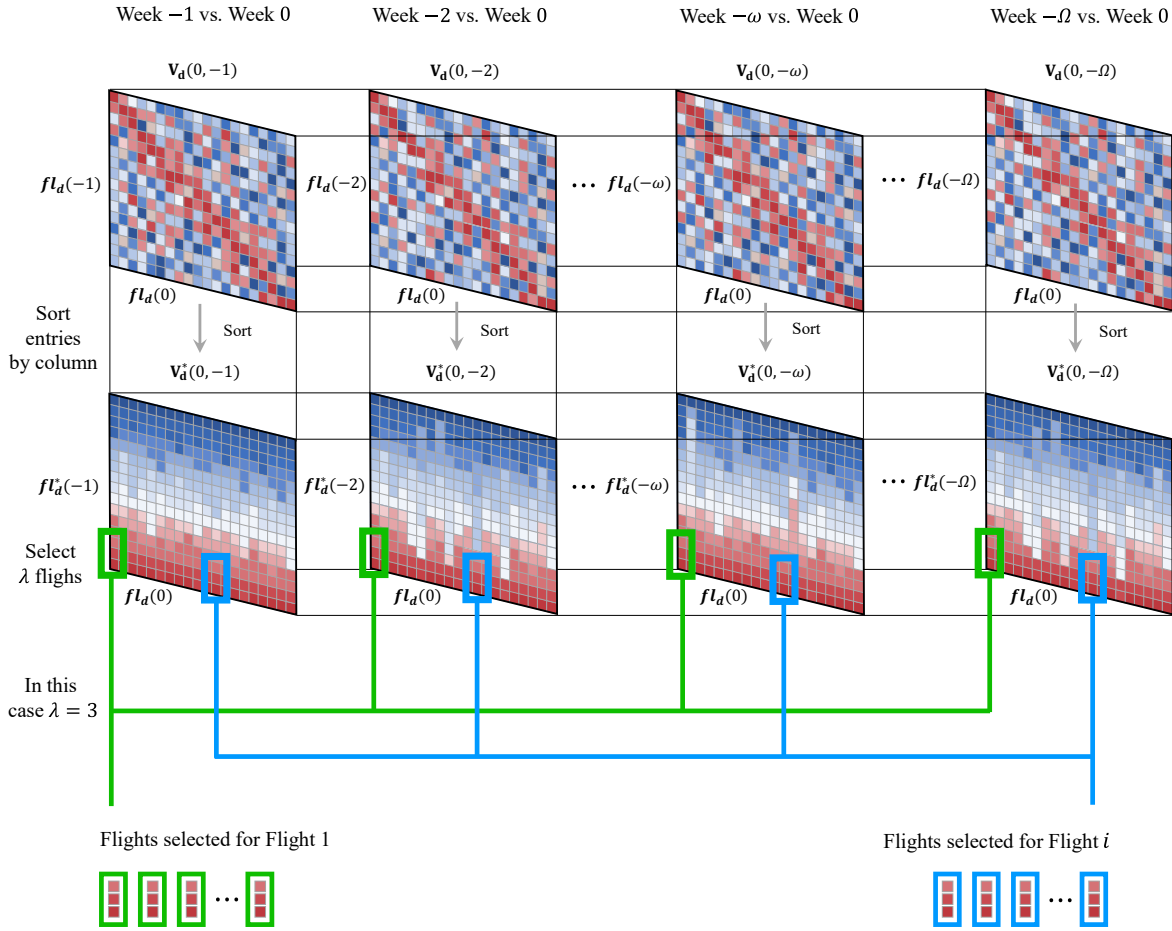 Week −1 vs. Week 0
Week −2 vs. Week 0
Week −ω vs. Week 0
Week −Ω vs. Week 0
V_d(0, −1)
V_d(0, −2)
V_d(0, −ω)
V_d(0, −Ω)
fl_d(−1)
fl_d(−2)
··· fl_d(−ω)
··· fl_d(−Ω)
fl_d(0)
fl_d(0)
fl_d(0)
fl_d(0)
Sort
entries
by column
Sort
Sort
Sort
Sort
V*_d(0, −1)
V*_d(0, −2)
V*_d(0, −ω)
V*_d(0, −Ω)
fl*_d(−1)
fl*_d(−2)
··· fl*_d(−ω)
··· fl*_d(−Ω)
Select
λ flighs
fl_d(0)
fl_d(0)
fl_d(0)
fl_d(0)
In this
case λ = 3
Flights selected for Flight 1
Flights selected for Flight i
···
···